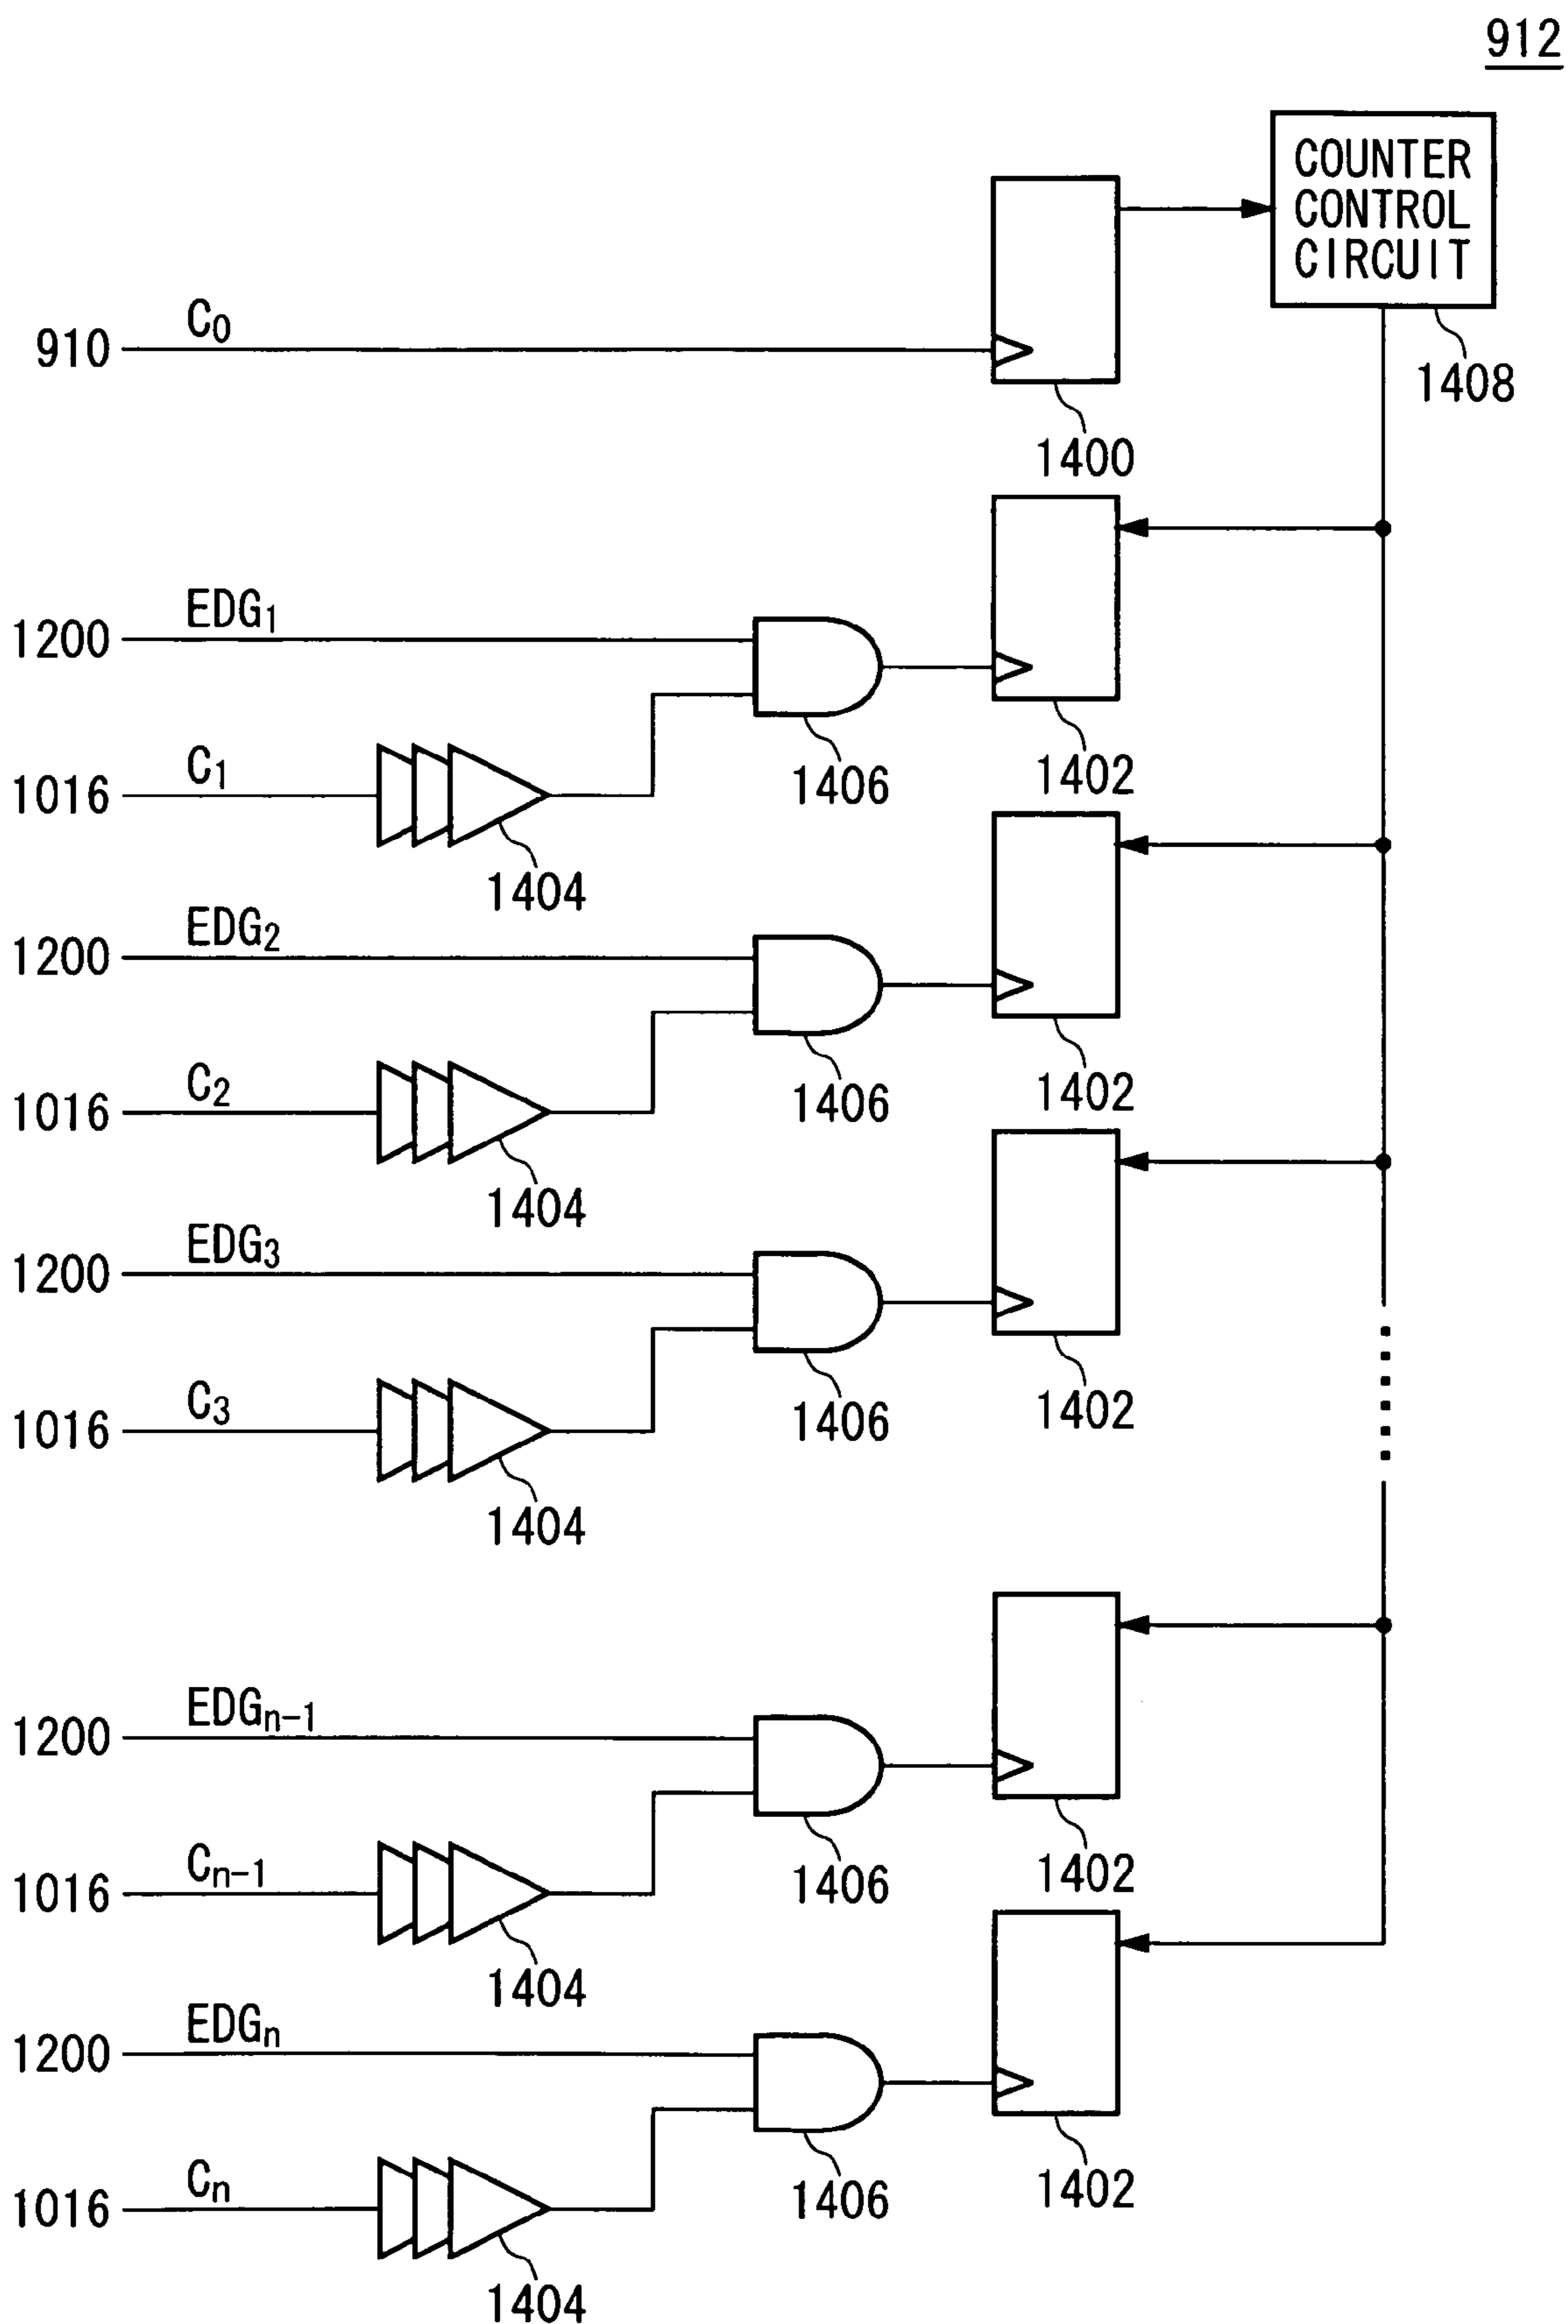 912
COUNTER
CONTROL
CIRCUIT
1408
910 C₀
1400
1200 EDG₁
1016 C₁
1404
1406
1402
1200 EDG₂
1016 C₂
1404
1406
1402
1200 EDG₃
1016 C₃
1404
1406
1402
1200 EDGₙ₋₁
1016 Cₙ₋₁
1404
1406
1402
1200 EDGₙ
1016 Cₙ
1404
1406
1402